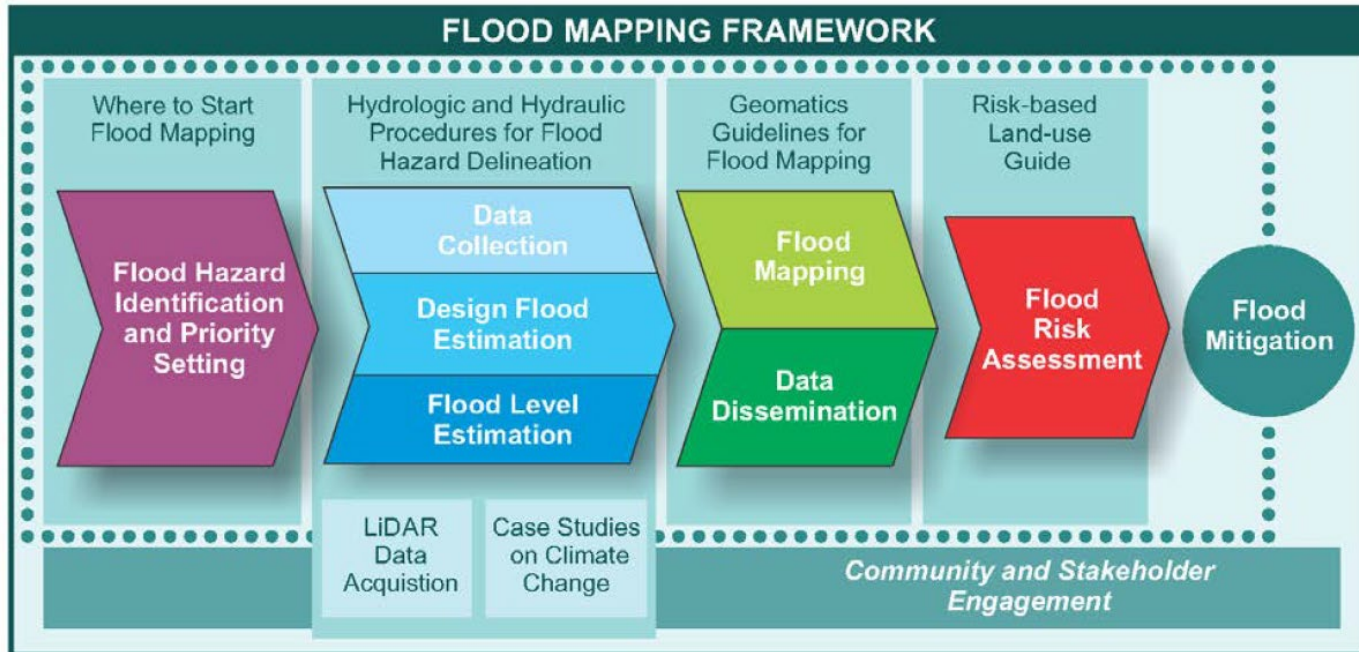 FLOOD MAPPING FRAMEWORK
Where to Start
Flood Mapping
Hydrologic and Hydraulic
Procedures for Flood
Hazard Delineation
Geomatics
Guidelines for
Flood Mapping
Risk-based
Land-use
Guide
Flood Hazard
Identification
and Priority
Setting
Data
Collection
Design Flood
Estimation
Flood Level
Estimation
Flood
Mapping
Data
Dissemination
Flood
Risk
Assessment
Flood
Mitigation
LiDAR
Data
Acquistion
Case Studies
on Climate
Change
Community and Stakeholder
Engagement